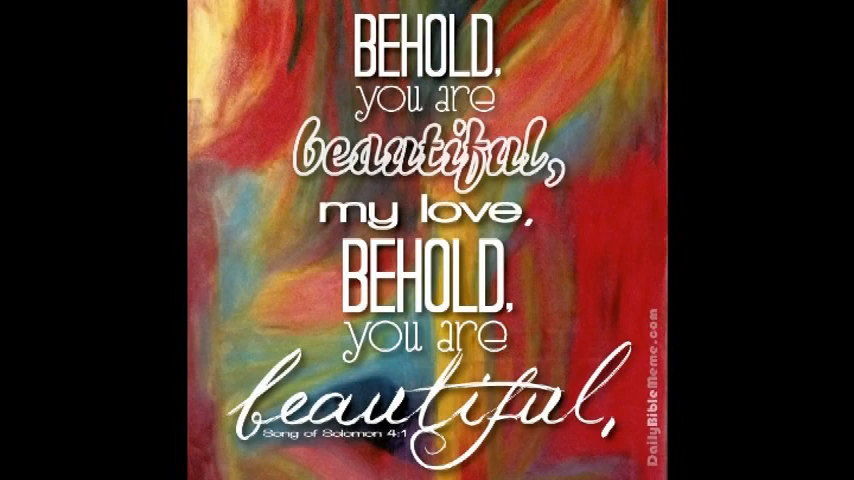 BEHOLD,
you are
beautiful,
my love,
BEHOLD,
you are
beautiful,
Song of Solomon 4:1
DailyBibleMeme.com